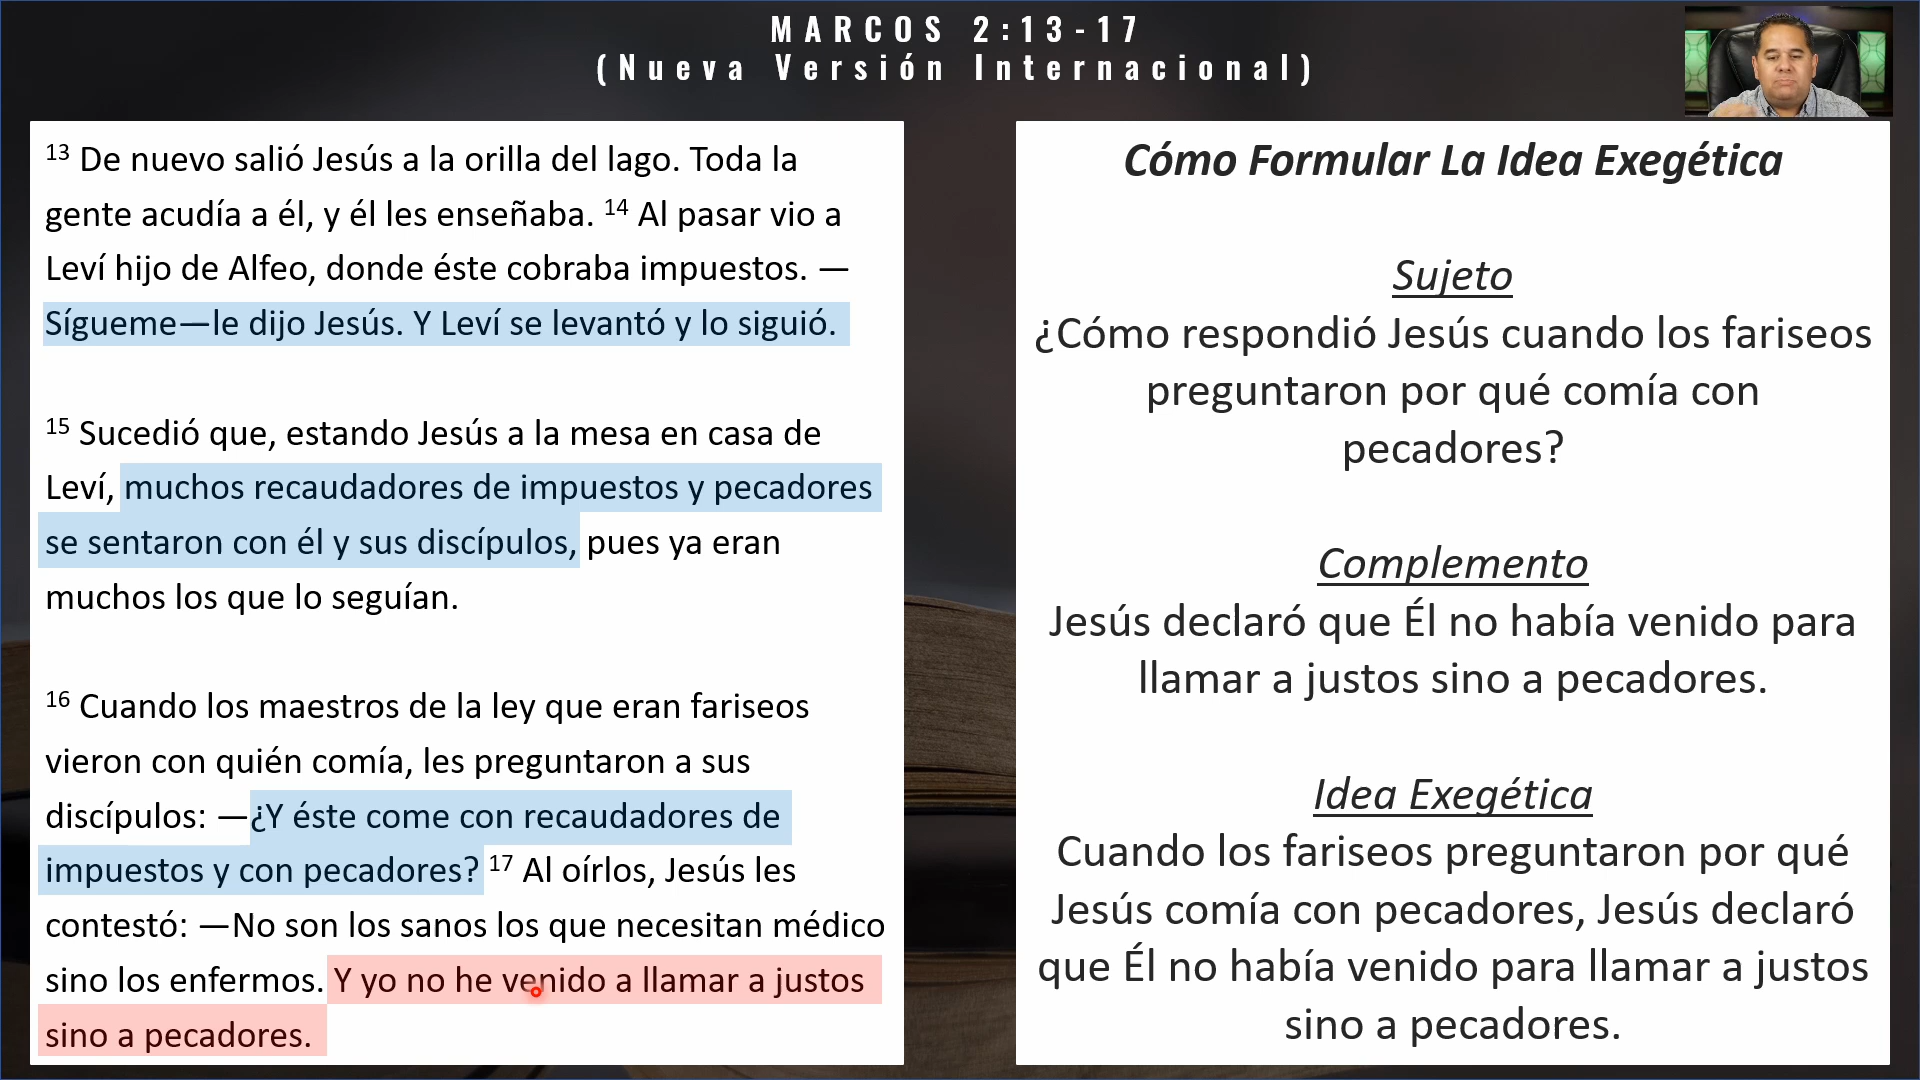 MARCOS 2:13-17
(Nueva Versión Internacional)
13 De nuevo salió Jesús a la orilla del lago. Toda la
gente acudía a él, y él les enseñaba. 14 Al pasar vio a
Leví hijo de Alfeo, donde éste cobraba impuestos. —
Sígueme—le dijo Jesús. Y Leví se levantó y lo siguió.
15 Sucedió que, estando Jesús a la mesa en casa de
Leví, muchos recaudadores de impuestos y pecadores
se sentaron con él y sus discípulos, pues ya eran
muchos los que lo seguían.
16 Cuando los maestros de la ley que eran fariseos
vieron con quién comía, les preguntaron a sus
discípulos: —¿Y éste come con recaudadores de
impuestos y con pecadores? 17 Al oírlos, Jesús les
contestó: —No son los sanos los que necesitan médico
sino los enfermos. Y yo no he venido a llamar a justos
sino a pecadores.
Cómo Formular La Idea Exegética
Sujeto
¿Cómo respondió Jesús cuando los fariseos
preguntaron por qué comía con
pecadores?
Complemento
Jesús declaró que Él no había venido para
llamar a justos sino a pecadores.
Idea Exegética
Cuando los fariseos preguntaron por qué
Jesús comía con pecadores, Jesús declaró
que Él no había venido para llamar a justos
sino a pecadores.